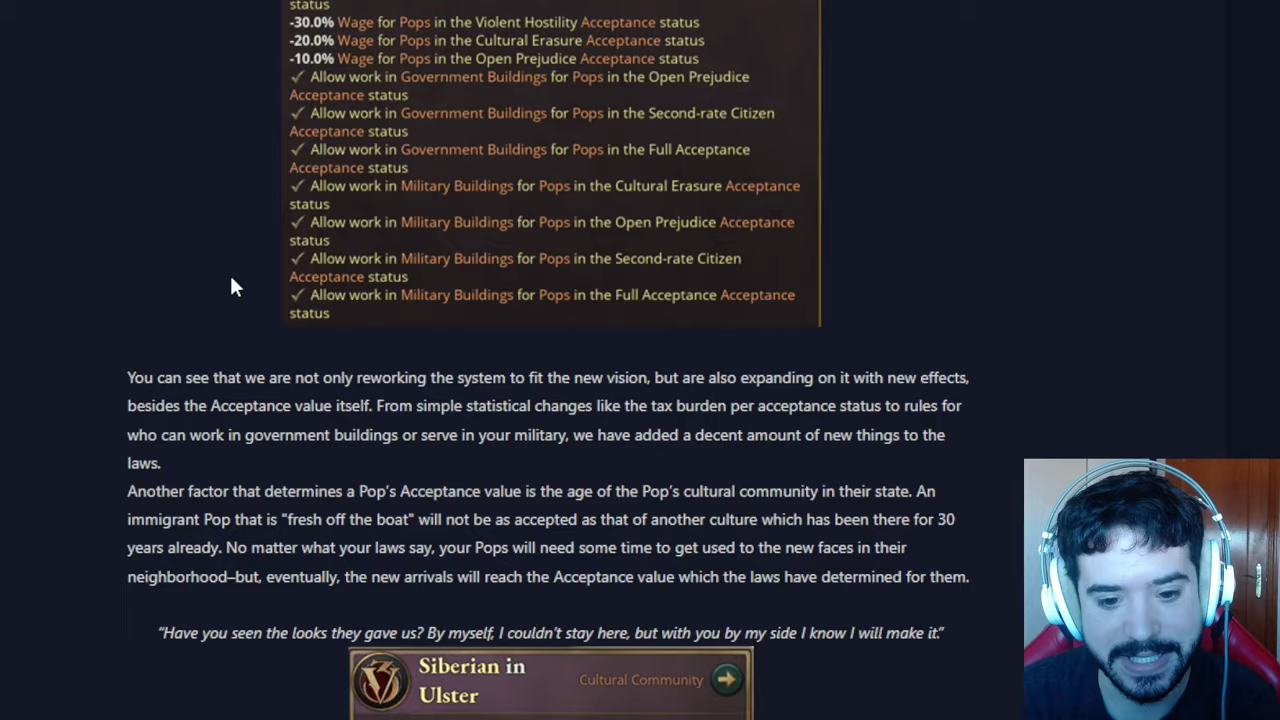 status
-30.0% Wage for Pops in the Violent Hostility Acceptance status
-20.0% Wage for Pops in the Cultural Erasure Acceptance status
-10.0% Wage for Pops in the Open Prejudice Acceptance status
✓ Allow work in Government Buildings for Pops in the Open Prejudice
Acceptance status
✓ Allow work in Government Buildings for Pops in the Second-rate Citizen
Acceptance status
✓ Allow work in Government Buildings for Pops in the Full Acceptance
Acceptance status
✓ Allow work in Military Buildings for Pops in the Cultural Erasure Acceptance
status
✓ Allow work in Military Buildings for Pops in the Open Prejudice Acceptance
status
✓ Allow work in Military Buildings for Pops in the Second-rate Citizen
Acceptance status
✓ Allow work in Military Buildings for Pops in the Full Acceptance Acceptance
status
You can see that we are not only reworking the system to fit the new vision, but are also expanding on it with new effects,
besides the Acceptance value itself. From simple statistical changes like the tax burden per acceptance status to rules for
who can work in government buildings or serve in your military, we have added a decent amount of new things to the
laws.
Another factor that determines a Pop's Acceptance value is the age of the Pop's cultural community in their state. An
immigrant Pop that is "fresh off the boat" will not be as accepted as that of another culture which has been there for 30
years already. No matter what your laws say, your Pops will need some time to get used to the new faces in their
neighborhood–but, eventually, the new arrivals will reach the Acceptance value which the laws have determined for them.
“Have you seen the looks they gave us? By myself, I couldn’t stay here, but with you by my side I know I will make it.”
Siberian in
Ulster
Cultural Community